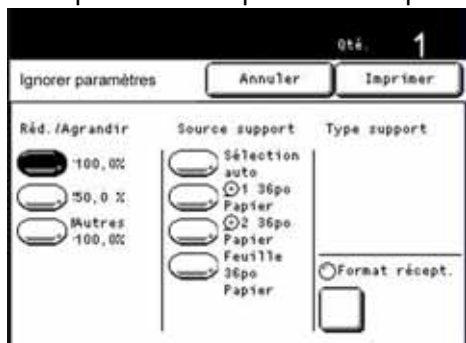 Qté. 1
Ignorer paramètres Annuler Imprimer
Réd./Agrandir Source support Type support
100,0%
50,0 %
Autres
100,0%
Sélection
auto
1 36po
Papier
2 36po
Papier
Feuille
36po
Papier
Format récept.